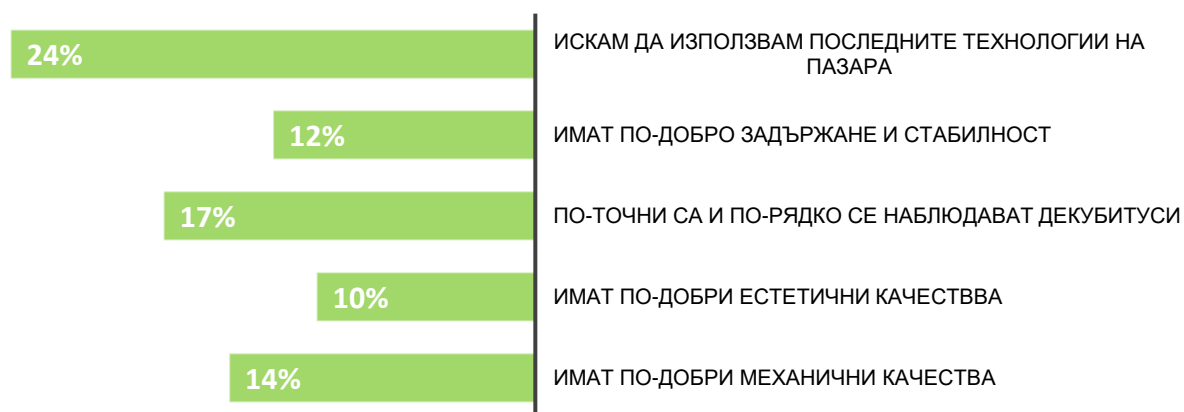 24%
ИСКАМ ДА ИЗПОЛЗВАМ ПОСЛЕДНИТЕ ТЕХНОЛОГИИ НА
ПАЗАРА
12%
ИМАТ ПО-ДОБРО ЗАДЪРЖАНЕ И СТАБИЛНОСТ
17%
ПО-ТОЧНИ СА И ПО-РЯДКО СЕ НАБЛЮДАВАТ ДЕКУБИТУСИ
10%
ИМАТ ПО-ДОБРИ ЕСТЕТИЧНИ КАЧЕСТВВА
14%
ИМАТ ПО-ДОБРИ МЕХАНИЧНИ КАЧЕСТВА